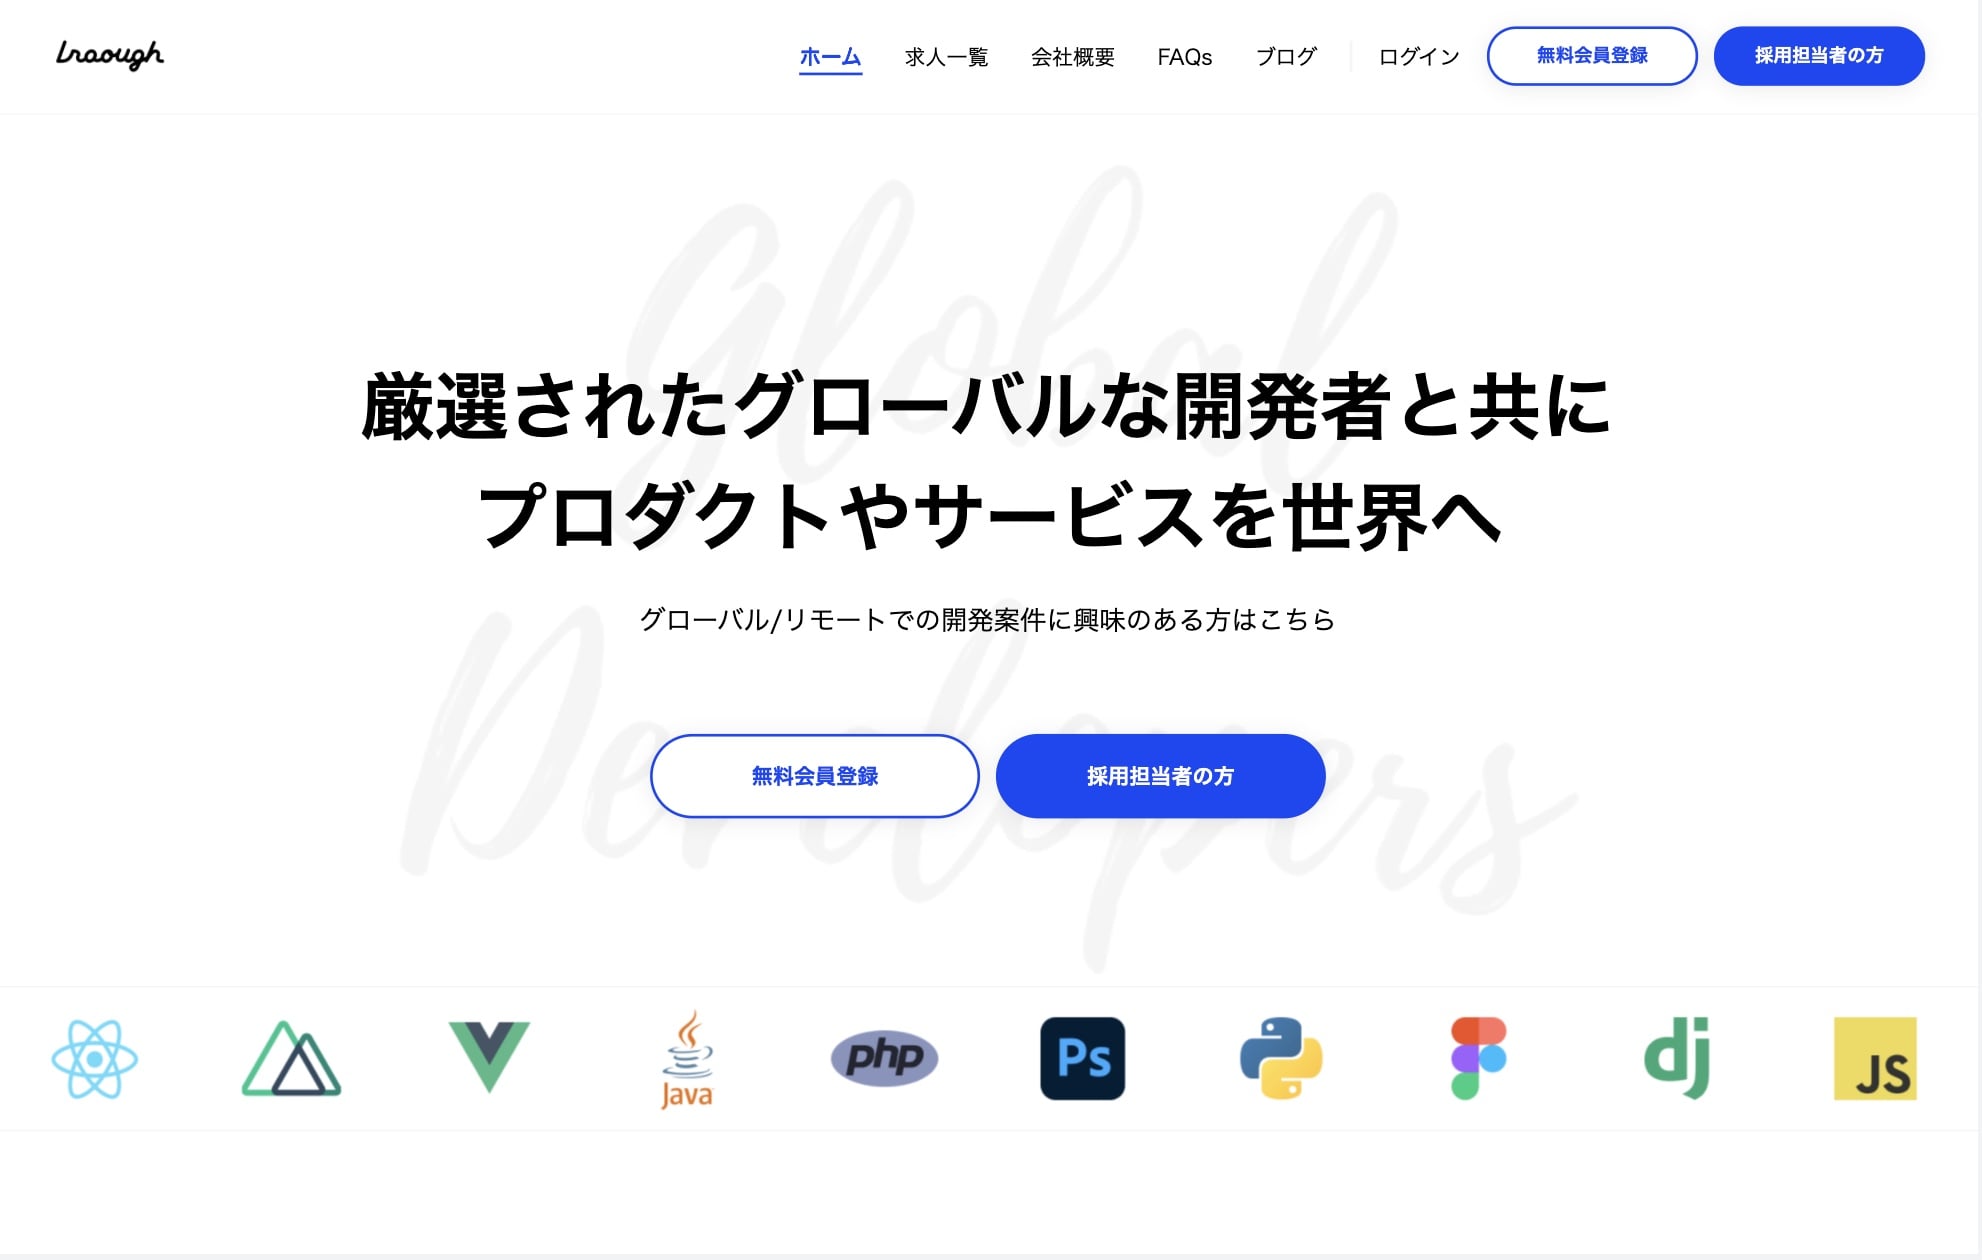 lraough
ホーム 求人一覧 会社概要 FAQs ブログ ログイン 無料会員登録 採用担当者の方
Global
厳選されたグローバルな開発者と共に
プロダクトやサービスを世界へ
グローバル/リモートでの開発案件に興味のある方はこちら
Developers
無料会員登録 採用担当者の方
Java php Ps dj JS